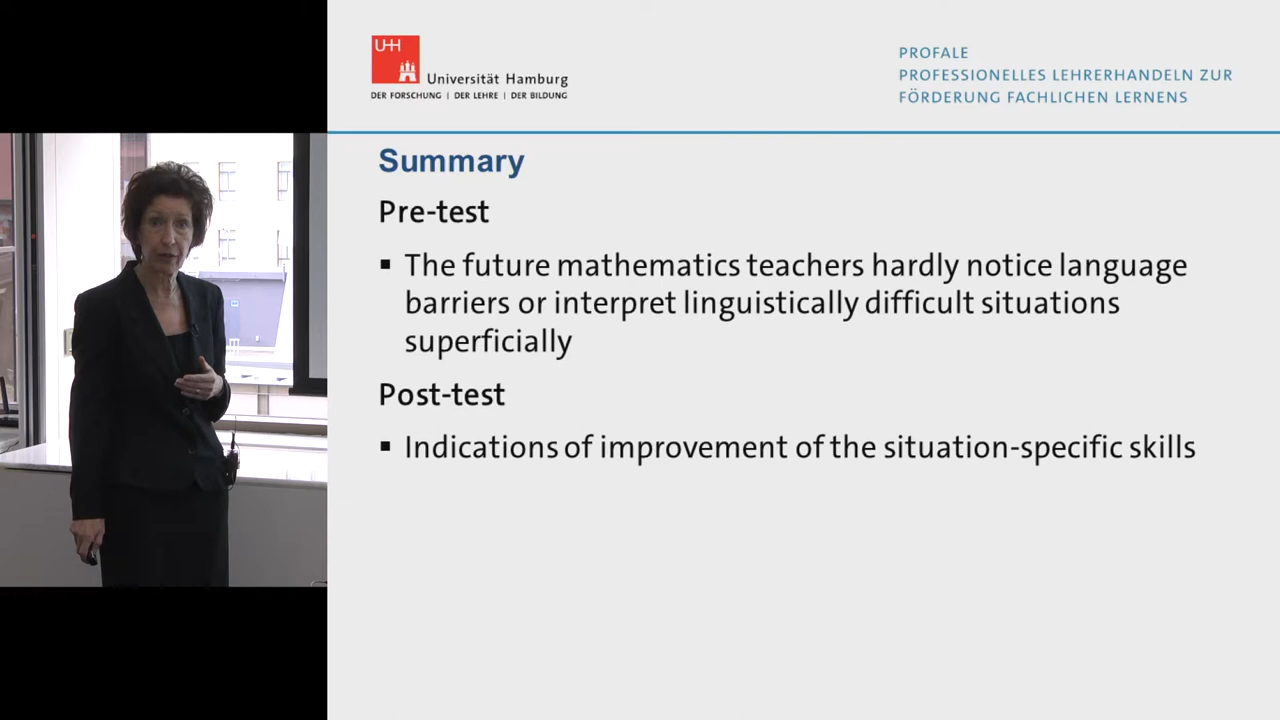 UHH
Universität Hamburg
DER FORSCHUNG | DER LEHRE | DER BILDUNG
PROFALE
PROFESSIONELLES LEHRERHANDELN ZUR
FÖRDERUNG FACHLICHEN LERNENS
Summary
Pre-test
▪ The future mathematics teachers hardly notice language
barriers or interpret linguistically difficult situations
superficially
Post-test
▪ Indications of improvement of the situation-specific skills